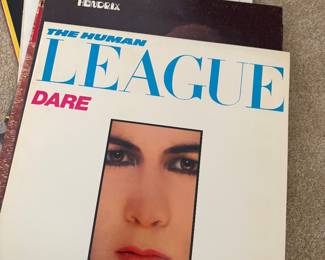 HENDRIX
THE HUMAN
LEAGUE
DARE